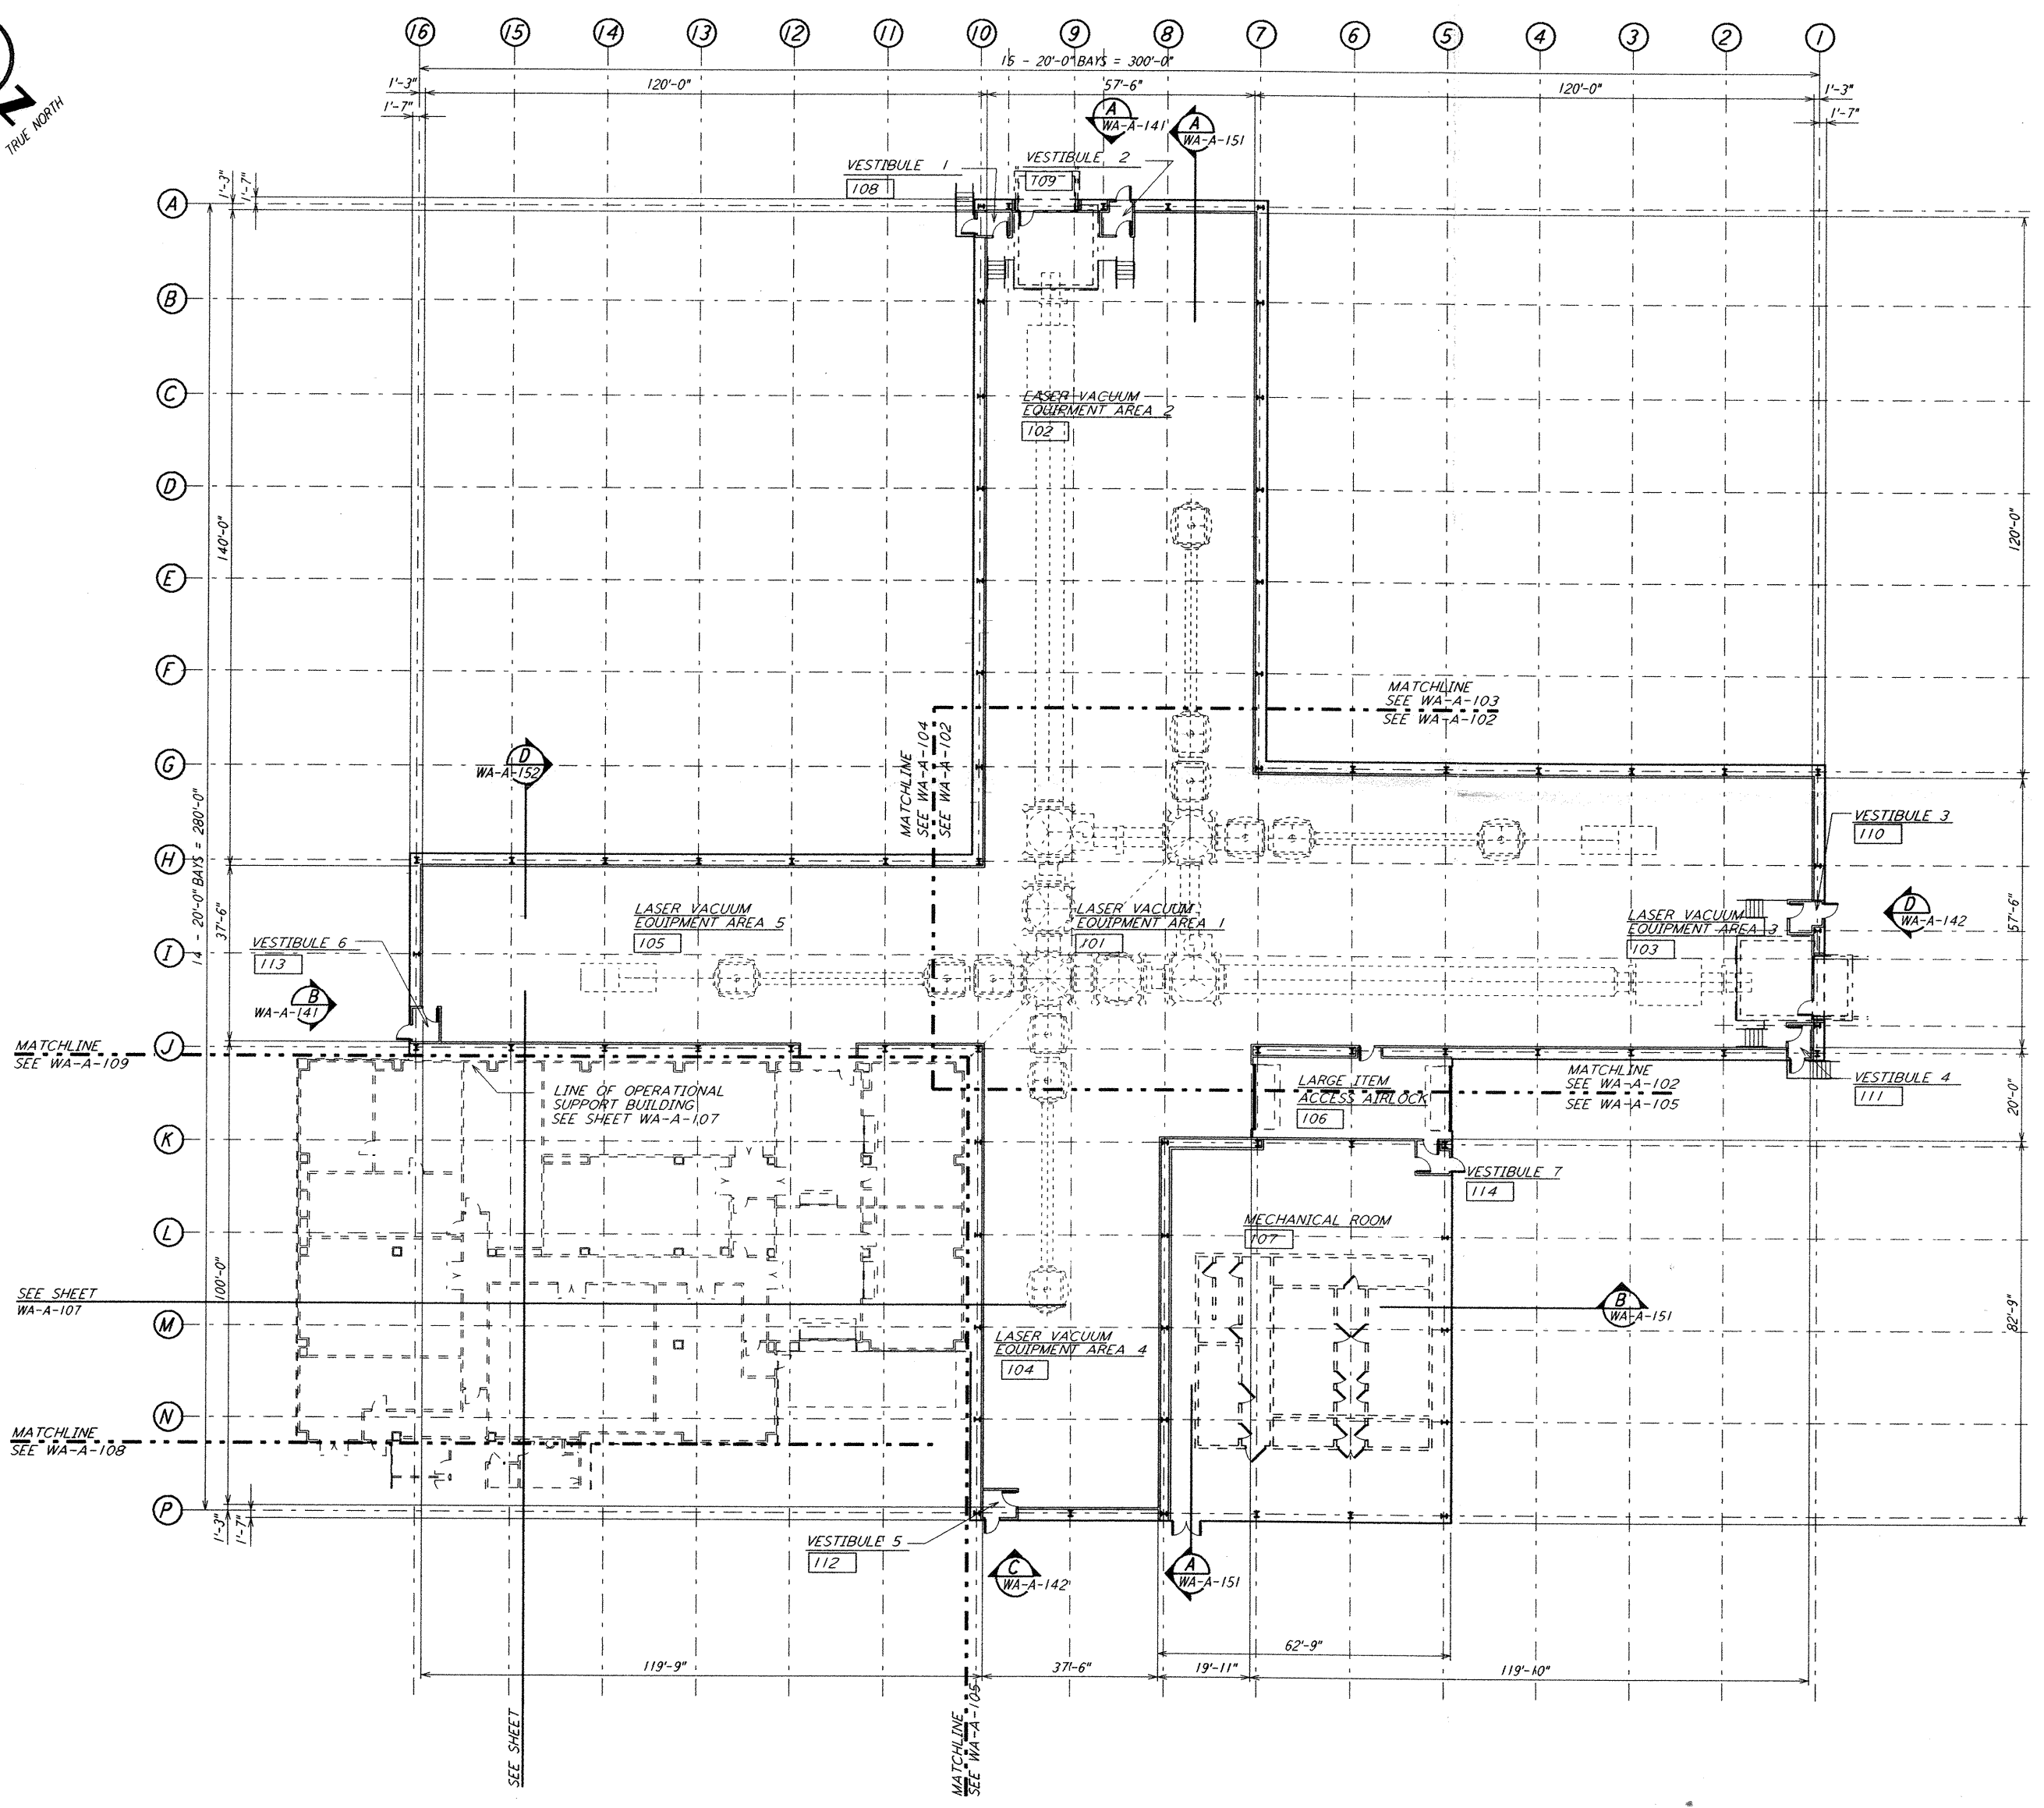 16 15 14 13 12 11 10 9 8 7 6 5 4 3 2 1
15 - 20'-0" BAYS = 300'-0"
1'-3" 120'-0" 57'-6" 120'-0" 1'-3"
1'-7" 1'-7"
TRUE NORTH
A
WA-A-141
A
WA-A-151
VESTIBULE 1
108
VESTIBULE 2
109
1'-3" 1'-7"
A
B
C
D
E
F
G
H
I
J
K
L
M
N
P
14 - 20'-0" BAYS = 280'-0"
140'-0"
37'-6"
100'-0"
1'-3" 1'-7"
120'-0"
57'-6"
20'-0"
82'-9"
LASER VACUUM
EQUIPMENT AREA 2
102
MATCHLINE
SEE WA-A-103
SEE WA-A-102
MATCHLINE
SEE WA-A-104
SEE WA-A-102
D
WA-A-152
VESTIBULE 3
110
LASER VACUUM
EQUIPMENT AREA 5
105
LASER VACUUM
EQUIPMENT AREA 1
101
LASER VACUUM
EQUIPMENT AREA 3
103
D
WA-A-142
VESTIBULE 6
113
B
WA-A-141
MATCHLINE
SEE WA-A-109
LINE OF OPERATIONAL
SUPPORT BUILDING
SEE SHEET WA-A-107
LARGE ITEM
ACCESS AIRLOCK
106
MATCHLINE
SEE WA-A-102
SEE WA-A-105
VESTIBULE 4
111
VESTIBULE 7
114
MECHANICAL ROOM
107
SEE SHEET
WA-A-107
B
WA-A-151
LASER VACUUM
EQUIPMENT AREA 4
104
MATCHLINE
SEE WA-A-108
VESTIBULE 5
112
C
WA-A-142
A
WA-A-151
62'-9"
119'-9" 37'-6" 19'-11" 119'-10"
SEE SHEET
MATCHLINE
SEE WA-A-105